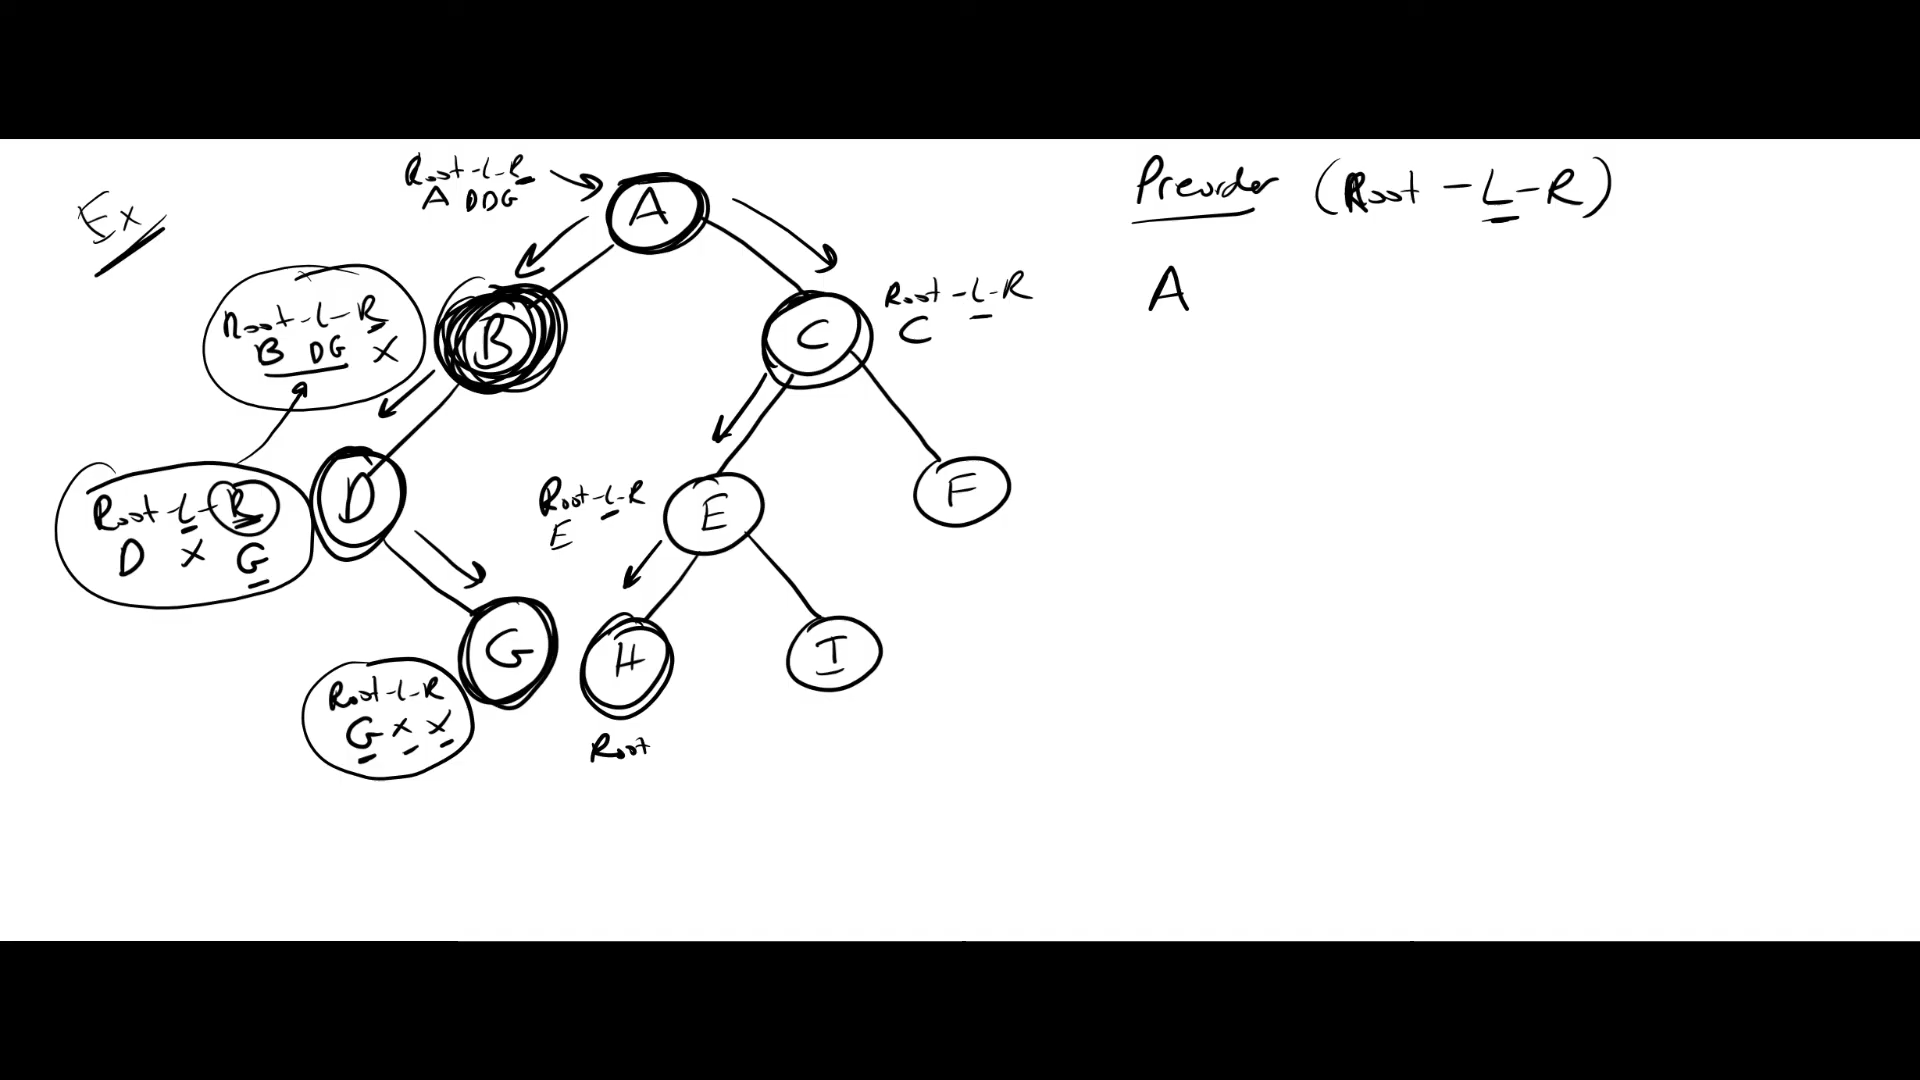 Ex
Root-L-R
A DDG
A
Preorder (Root - L - R)
A
Root-L-R
B DG X
B
C
Root-L-R
C
Root-L-R
D X G
D
Root-L-R
E
E
F
G
H
I
Root-L-R
G X X
Root